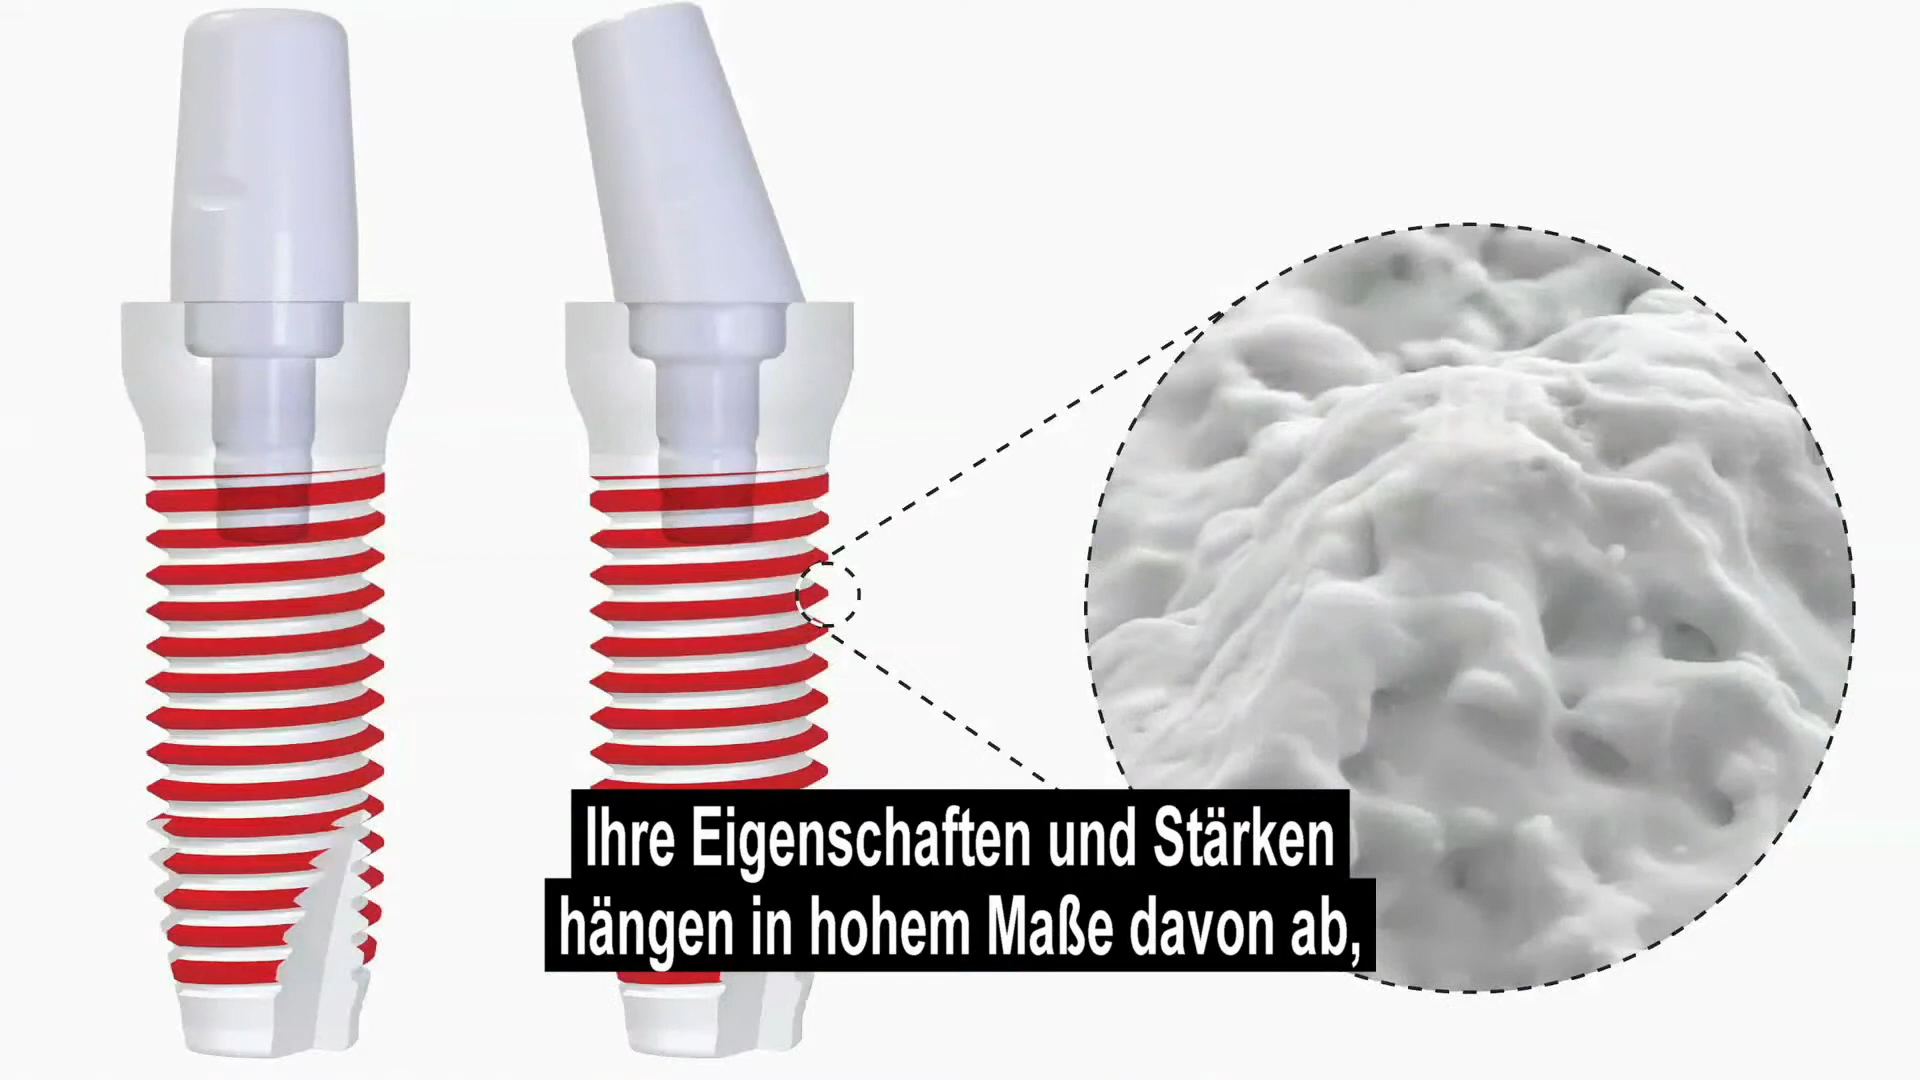 Ihre Eigenschaften und Stärken
hängen in hohem Maße davon ab,